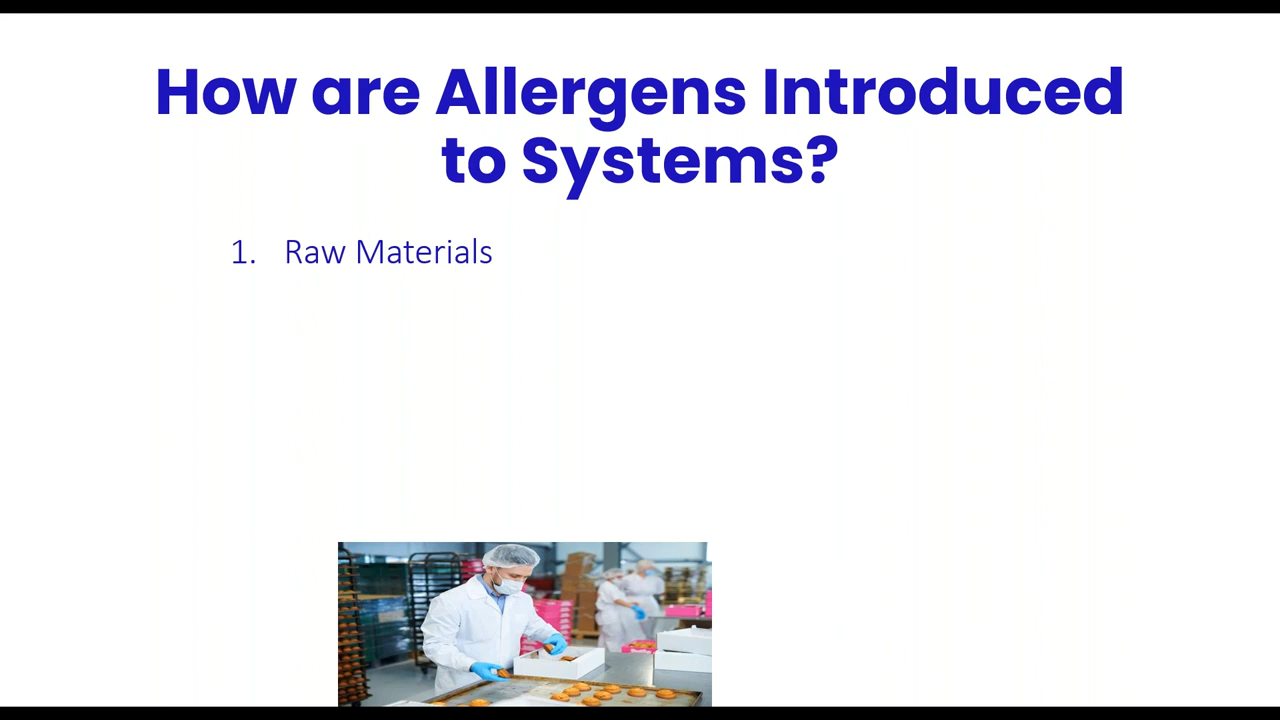 How are Allergens Introduced
to Systems?
1. Raw Materials